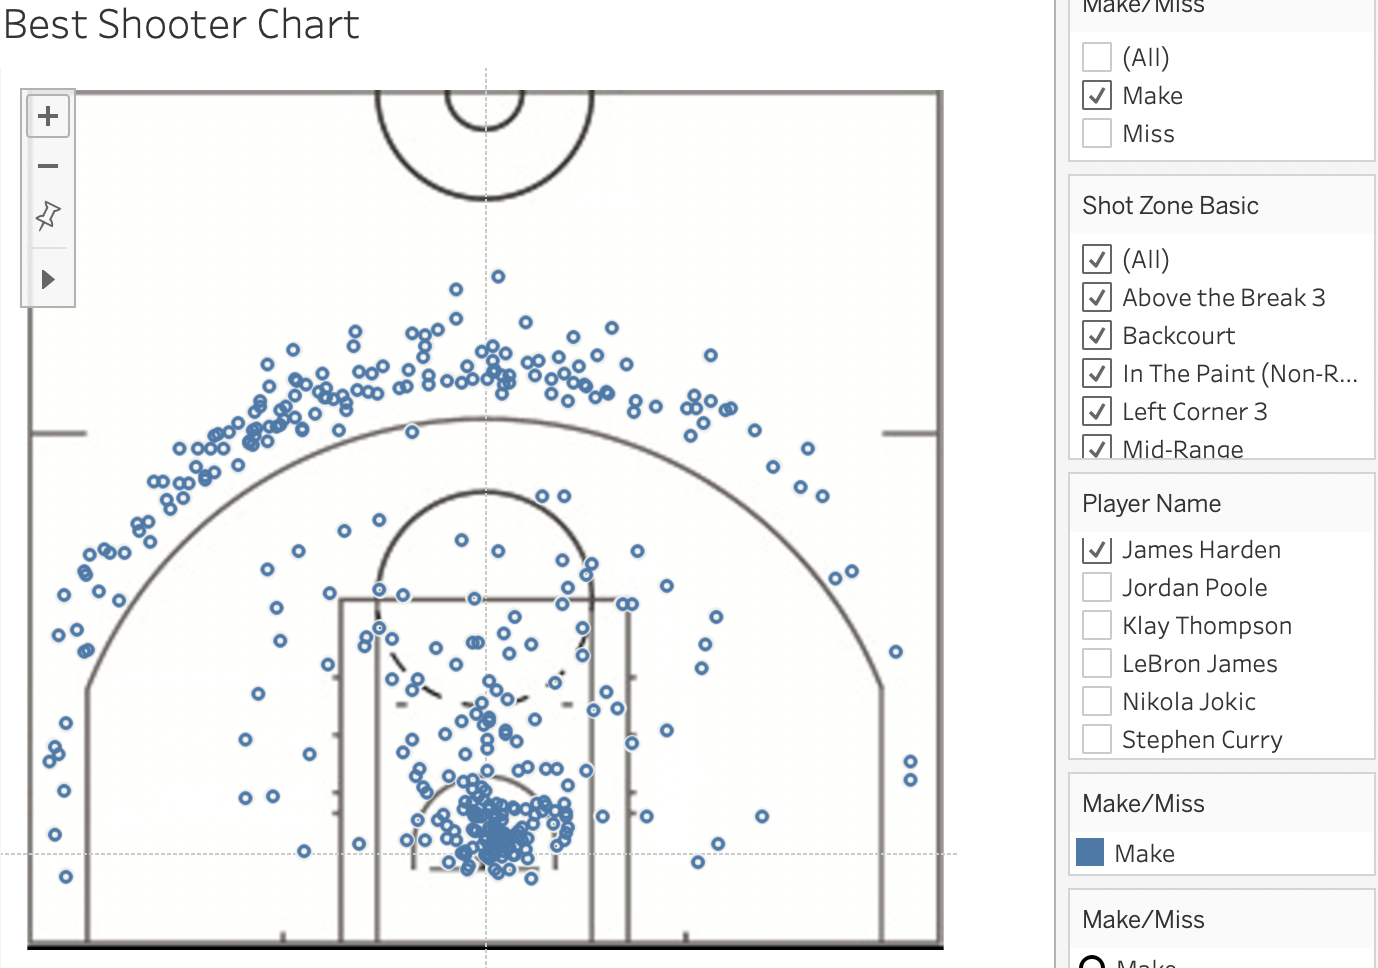 Best Shooter Chart
Make/Miss
(All)
Make
Miss
Shot Zone Basic
(All)
Above the Break 3
Backcourt
In The Paint (Non-R...
Left Corner 3
Mid-Range
Player Name
James Harden
Jordan Poole
Klay Thompson
LeBron James
Nikola Jokic
Stephen Curry
Make/Miss
Make
Make/Miss
Make